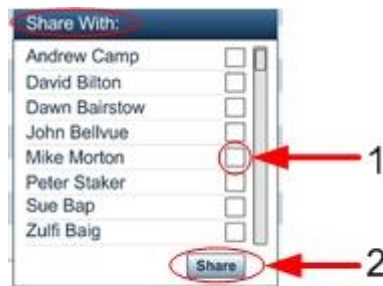 Share With:
Andrew Camp
David Bilton
Dawn Bairstow
John Bellvue
Mike Morton
1
Peter Staker
Sue Bap
Zulfi Baig
Share
2